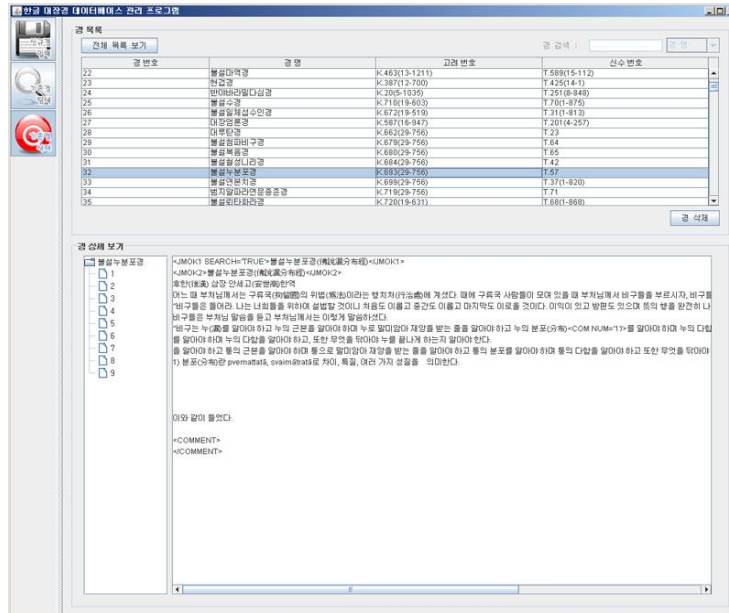 한글 대장경 데이터베이스 관리 프로그램
경 목록
전체 목록 보기
경 검색 :
경 명
경 번호 경 명 고려 번호 신수 번호
22 불설마역경 K.463(13-1211) T.589(15-112)
23 현겁경 K.387(12-700) T.425(14-1)
24 반야바라밀다심경 K.20(5-1035) T.251(8-848)
25 불설수경 K.710(19-603) T.70(1-875)
26 불설일체섭수인경 K.672(19-519) T.31(1-813)
27 대장엄론경 K.587(16-947) T.201(4-257)
28 대루탄경 K.662(29-756) T.23
29 불설첨파비구경 K.679(29-756) T.64
30 불설복음경 K.680(29-756) T.65
31 불설철성니리경 K.684(29-756) T.42
32 불설누분포경 K.693(29-756) T.57
33 불설연본치경 K.699(29-756) T.37(1-820)
34 범지알파라연문종존경 K.719(29-756) T.71
35 불설뢰타화라경 K.720(19-631) T.68(1-868)
경 삭제
경 상세 보기
불설누분포경
1
2
3
4
5
6
7
8
9
<JMOK1 SEARCH='TRUE'>불설누분포경(佛說漏分布經)</JMOK1>
<JMOK2>불설누분포경(佛說漏分布經)</JMOK2>
후한(後漢) 삼장 안세고(安世高)한역
어느 때 부처님께서는 구류국(拘留國)의 위법(爲法)이라는 행치처(行治處)에 계셨다. 때에 구류국 사람들이 모여 있을 때 부처님께서 비구들을 부르시자, 비구들
"비구들은 들어라. 나는 너희들을 위하여 설법할 것이니 처음도 이롭고 중간도 이롭고 마지막도 이로울 것이다. 이익이 있고 방편도 있으며 뜻의 행을 완전히 나
비구들은 부처님 말씀을 듣고 부처님께서는 이렇게 말씀하셨다.
"비구는 누(漏)를 알아야 하고 누의 근본을 알아야 하며 누로 말미암아 재앙을 받는 줄을 알아야 하고 누의 분포(分布)<COM NUM='1'>를 알아야 하며 누의 다함
를 알아야 하며 누의 다함을 알아야 하고, 또한 무엇을 닦아야 누를 끝나게 하는지 알아야 한다.
을 알아야 하고 통의 근본을 알아야 하며 통으로 말미암아 재앙을 받는 줄을 알아야 하고 통의 분포를 알아야 하며 통의 다함을 알아야 하고 또한 무엇을 닦아야
1) 분포(分布)란 pvemattatā, svaimātratā로 차이, 특질, 여러 가지 성질을 의미한다.
이와 같이 들었다.
<COMMENT>
</COMMENT>